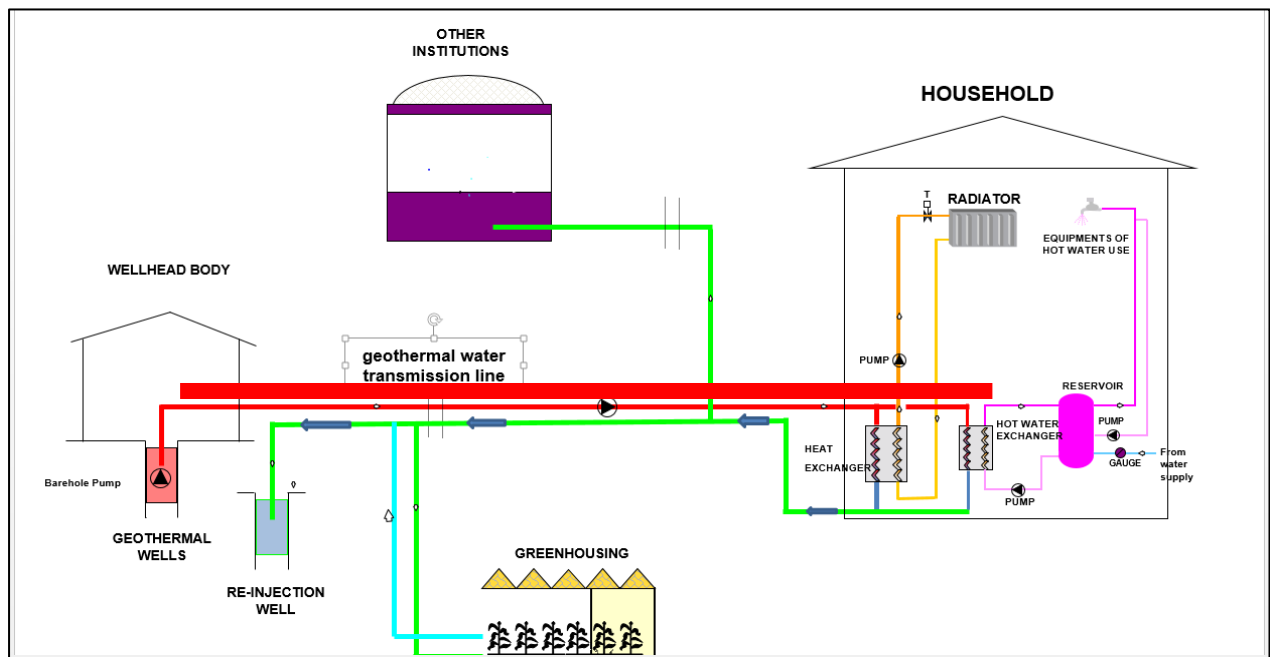 OTHER
INSTITUTIONS
HOUSEHOLD
T
RADIATOR
EQUIPMENTS OF
HOT WATER USE
WELLHEAD BODY
geothermal water
transmission line
PUMP
RESERVOIR
HOT WATER
EXCHANGER
PUMP
HEAT
EXCHANGER
GAUGE
From
water
supply
PUMP
Barehole Pump
GEOTHERMAL
WELLS
RE-INJECTION
WELL
GREENHOUSING